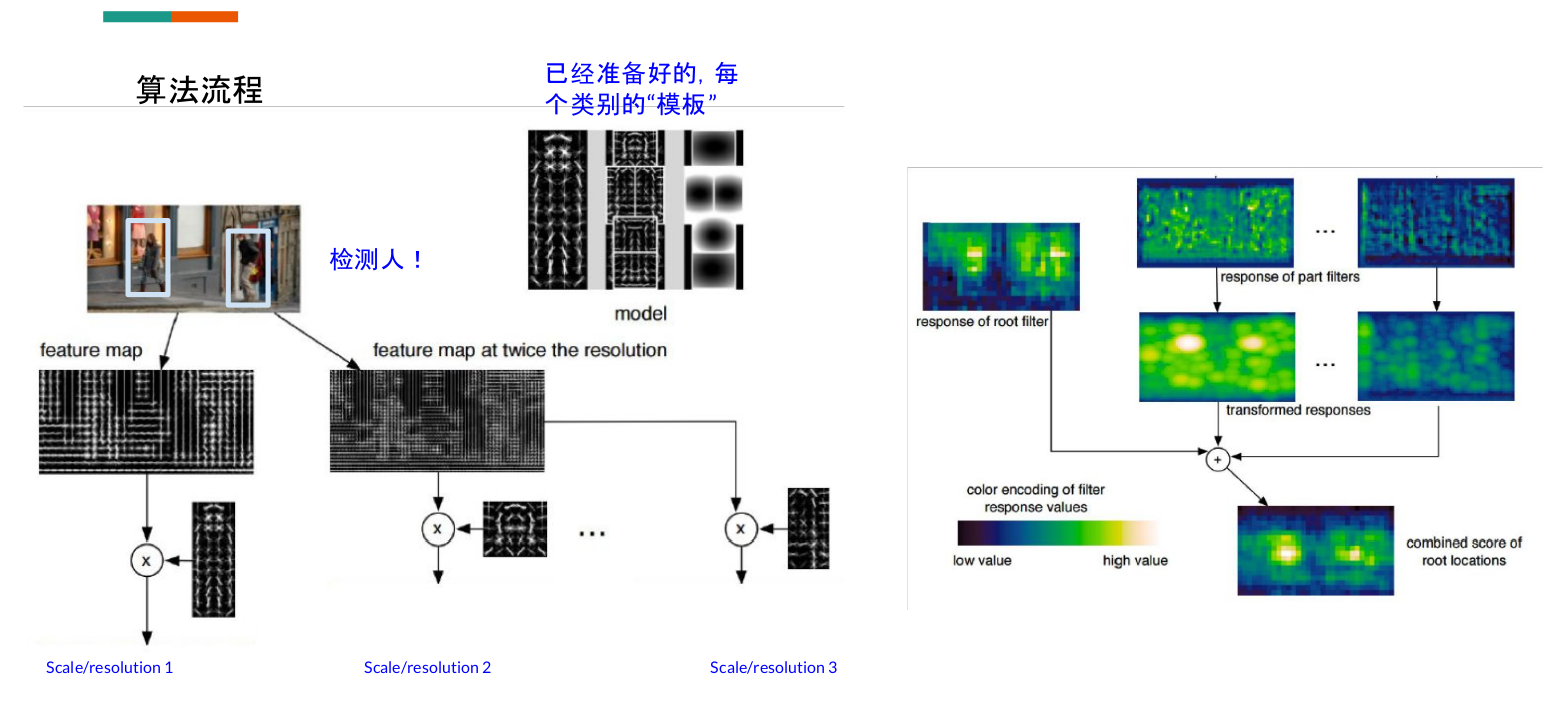 算法流程
已经准备好的, 每
个类别的“模板”
检测人！
model
feature map
feature map at twice the resolution
x
x
...
x
Scale/resolution 1
Scale/resolution 2
Scale/resolution 3
...
response of part filters
response of root filter
...
transformed responses
+
color encoding of filter
response values
low value
high value
combined score of
root locations